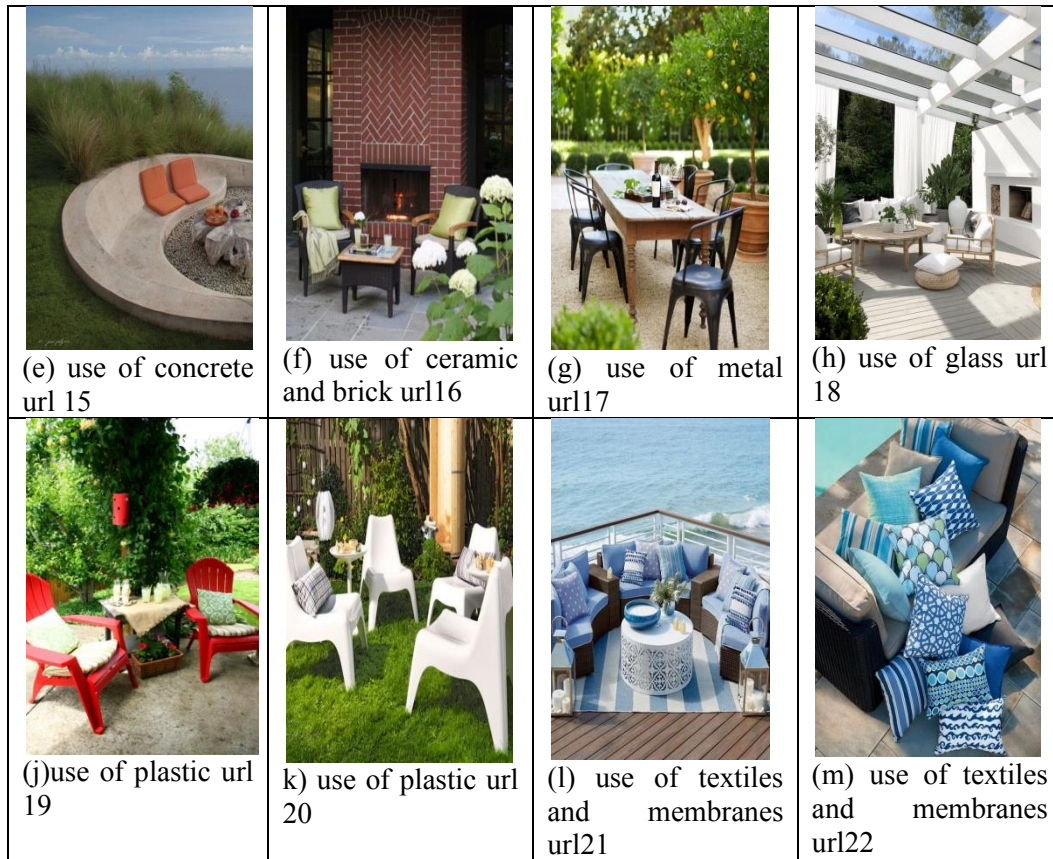 (e) use of concrete
url 15
(f) use of ceramic
and brick url16
(g) use of metal
url17
(h) use of glass url
18
(j)use of plastic url
19
k) use of plastic url
20
(l) use of textiles
and membranes
url21
(m) use of textiles
and membranes
url22